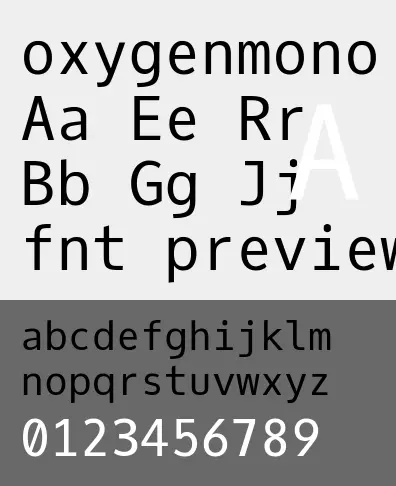 oxygenmono
Aa Ee Rr
A
Bb Gg Jj
fnt preview
abcdefghijklm
nopqrstuvwxyz
0123456789